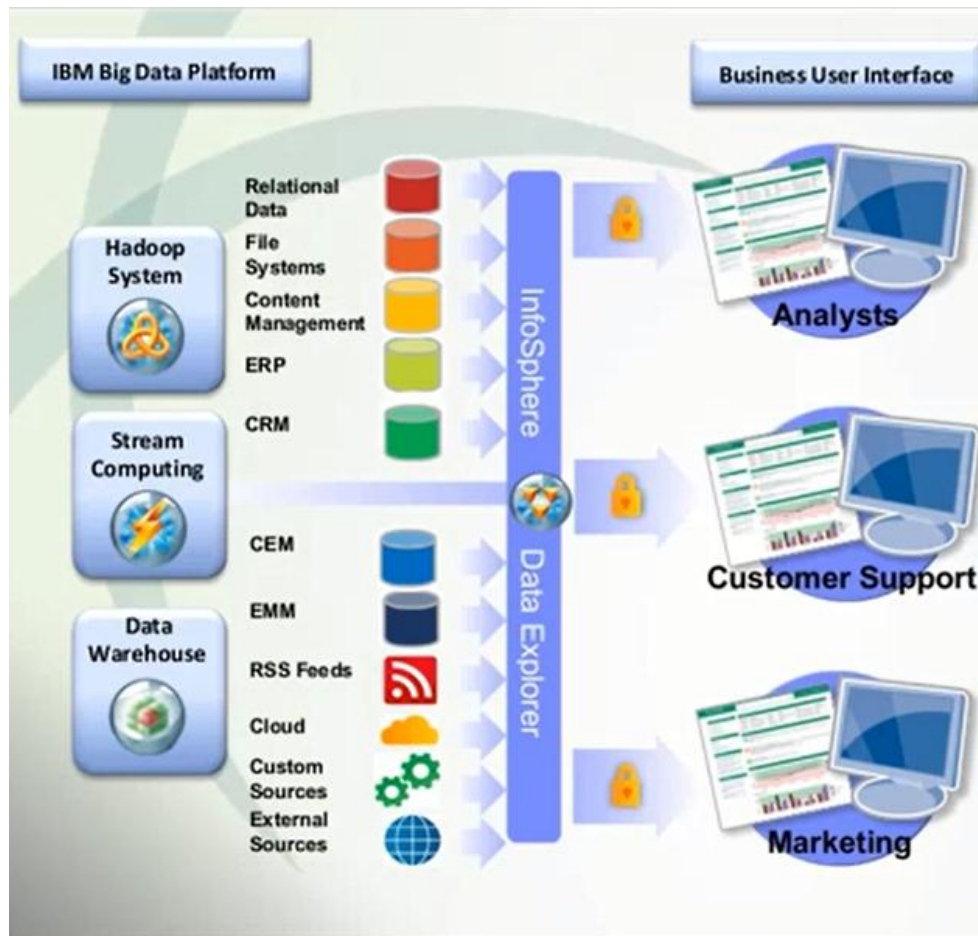 IBM Big Data Platform
Business User Interface
Hadoop
System
Stream
Computing
Data
Warehouse
Relational
Data
File
Systems
Content
Management
ERP
CRM
CEM
EMM
RSS Feeds
Cloud
Custom
Sources
External
Sources
InfoSphere Data Explorer
Analysts
Customer Support
Marketing